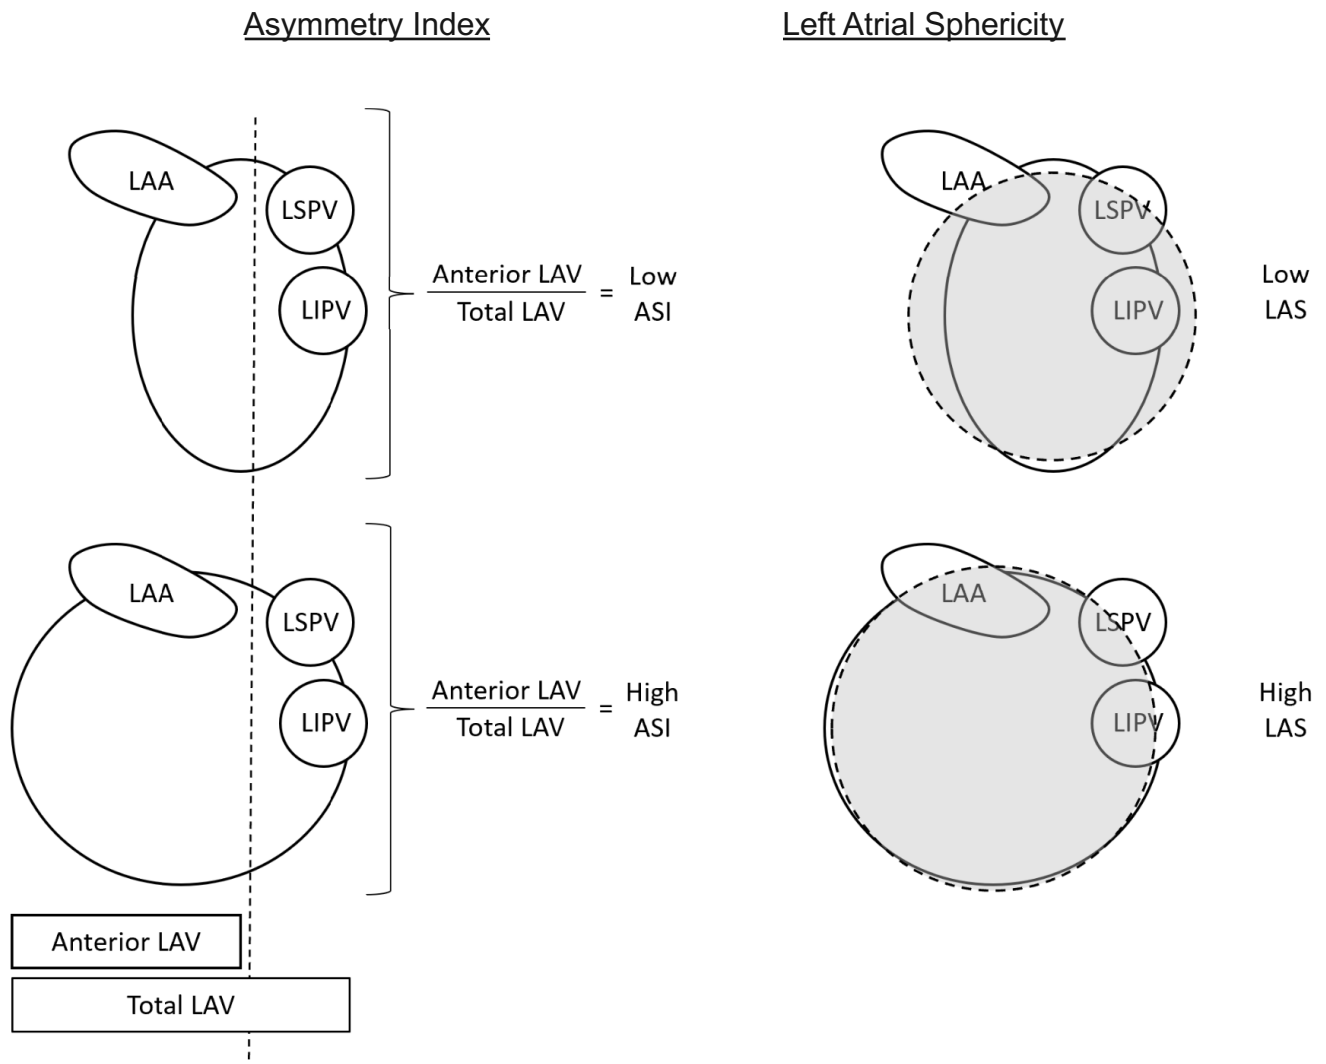 Asymmetry Index
Left Atrial Sphericity
LAA
LSPV
LIPV
Anterior LAV
Total LAV
=
Low
ASI
LAA
LSPV
LIPV
Low
LAS
LAA
LSPV
LIPV
Anterior LAV
Total LAV
=
High
ASI
LAA
LSPV
LIPV
High
LAS
Anterior LAV
Total LAV